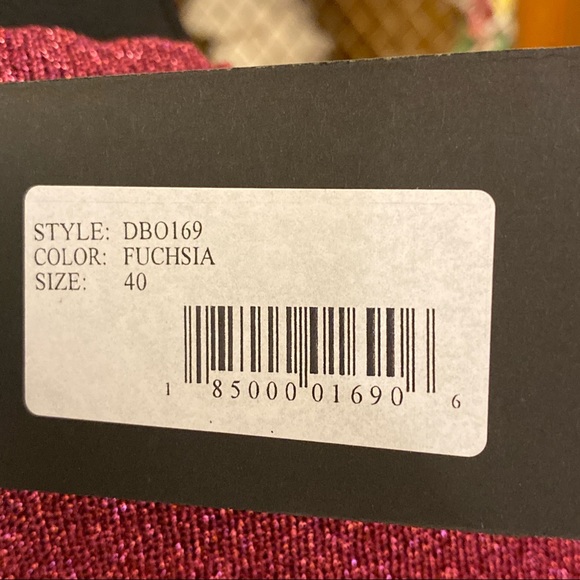 STYLE: DBO169
COLOR: FUCHSIA
SIZE: 40
1 85000 01690 6